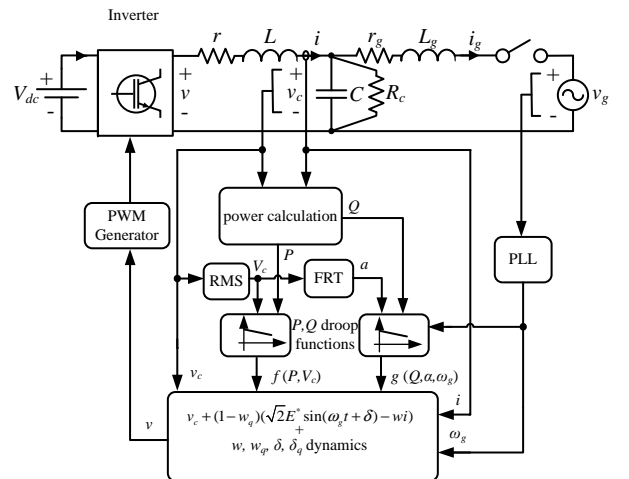 Inverter
r L i r_g L_g i_g
V_dc + - + v - + v_c - C R_c + - v_g
power calculation Q
PWM
Generator
P
PLL
RMS V_c FRT a
P,Q droop
functions
v_c f (P,V_c) g (Q,α,ω_g)
v v_c + (1 - w_q)(√2E* sin(ω_g t + δ) - wi) i
+ ω_g
w, w_q, δ, δ_q dynamics